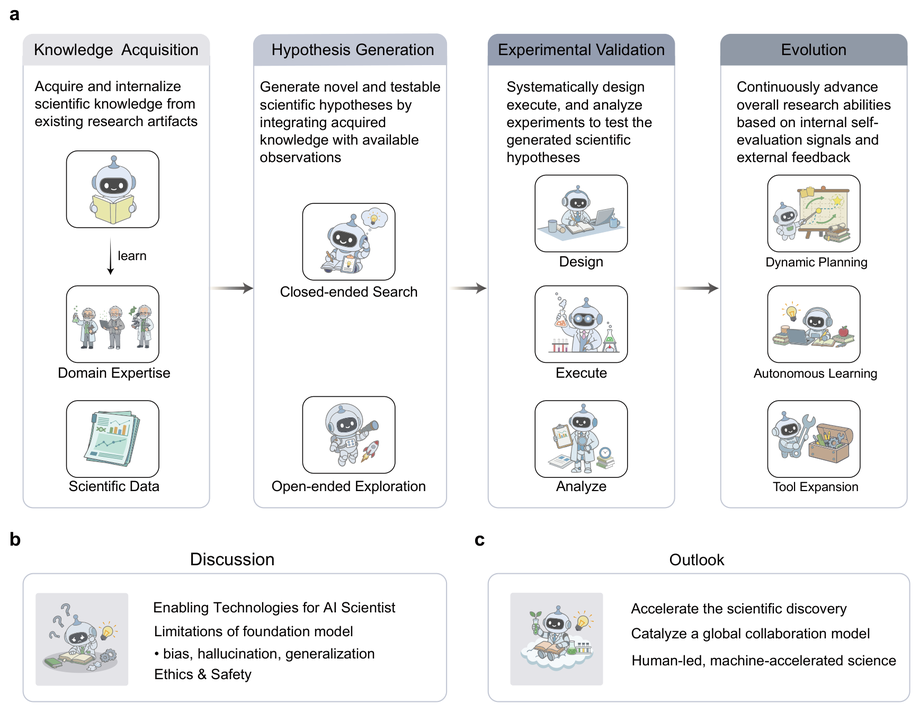 a
Knowledge Acquisition
Acquire and internalize
scientific knowledge from
existing research artifacts
learn
Domain Expertise
Scientific Data
Hypothesis Generation
Generate novel and testable
scientific hypotheses by
integrating acquired
knowledge with available
observations
Closed-ended Search
Open-ended Exploration
Experimental Validation
Systematically design
execute, and analyze
experiments to test the
generated scientific
hypotheses
Design
Execute
Analyze
Evolution
Continuously advance
overall research abilities
based on internal self-
evaluation signals and
external feedback
Dynamic Planning
Autonomous Learning
Tool Expansion
b
Discussion
Enabling Technologies for AI Scientist
Limitations of foundation model
• bias, hallucination, generalization
Ethics & Safety
c
Outlook
Accelerate the scientific discovery
Catalyze a global collaboration model
Human-led, machine-accelerated science